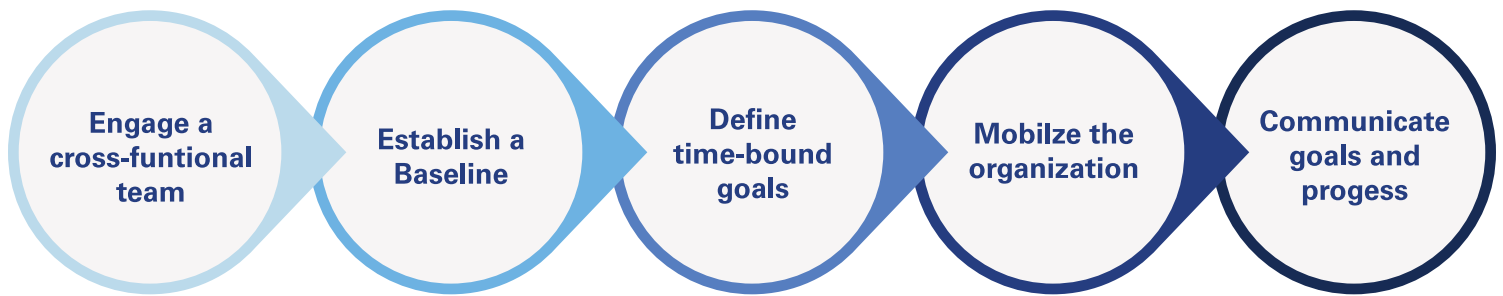 Engage a
cross-funtional
team
Establish a
Baseline
Define
time-bound
goals
Mobilze the
organization
Communicate
goals and
progess